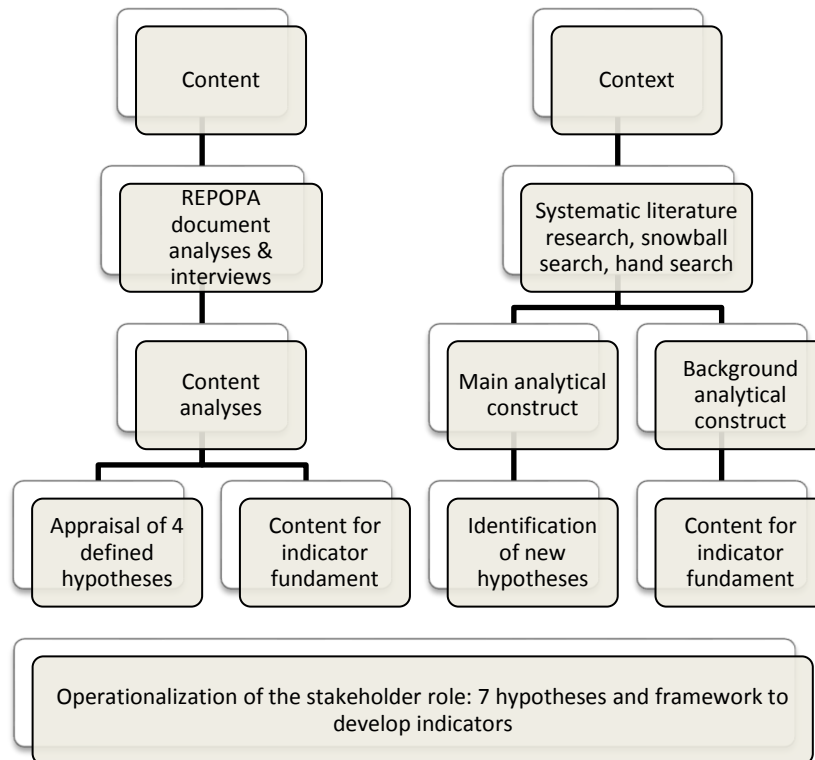 Content
Context
REPOPA
document
analyses &
interviews
Systematic literature
research, snowball
search, hand search
Content
analyses
Main analytical
construct
Background
analytical
construct
Appraisal of 4
defined
hypotheses
Content for
indicator
fundament
Identification
of new
hypotheses
Content for
indicator
fundament
Operationalization of the stakeholder role: 7 hypotheses and framework to
develop indicators